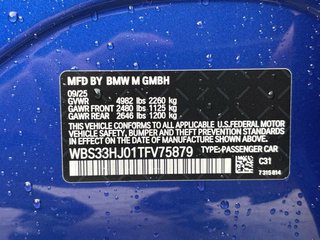 MFD BY BMW M GMBH
09/25
GVWR 4982 lbs 2260 kg
GAWR FRONT 2480 lbs 1125 kg
GAWR REAR 2646 lbs 1200 kg
THIS VEHICLE CONFORMS TO ALL
APPLICABLE U.S. FEDERAL MOTOR
VEHICLE SAFETY, BUMPER, AND THEFT
PREVENTION STANDARDS IN EFFECT ON
THE DATE OF MANUFACTURE SHOWN ABOVE.
WBS33HJ01TFV75879 TYPE: PASSENGER CAR
C31
7 315 814